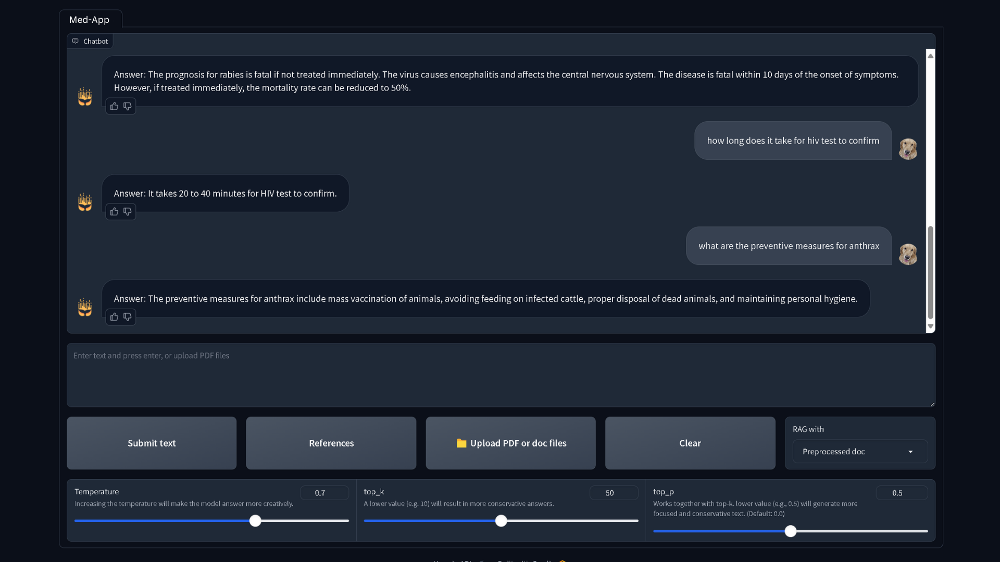 Med-App
Chatbot
Answer: The prognosis for rabies is fatal if not treated immediately. The virus causes encephalitis and affects the central nervous system. The disease is fatal within 10 days of the onset of symptoms.
However, if treated immediately, the mortality rate can be reduced to 50%.
how long does it take for hiv test to confirm
Answer: It takes 20 to 40 minutes for HIV test to confirm.
what are the preventive measures for anthrax
Answer: The preventive measures for anthrax include mass vaccination of animals, avoiding feeding on infected cattle, proper disposal of dead animals, and maintaining personal hygiene.
Enter text and press enter, or upload PDF files
Submit text
References
Upload PDF or doc files
Clear
RAG with
Preprocessed doc
Temperature
0.7
Increasing the temperature will make the model answer more creatively.
top_k
50
A lower value (e.g. 10) will result in more conservative answers.
top_p
0.5
Works together with top-k. lower value (e.g., 0.5) will generate more
focused and conservative text. (Default: 0.0)